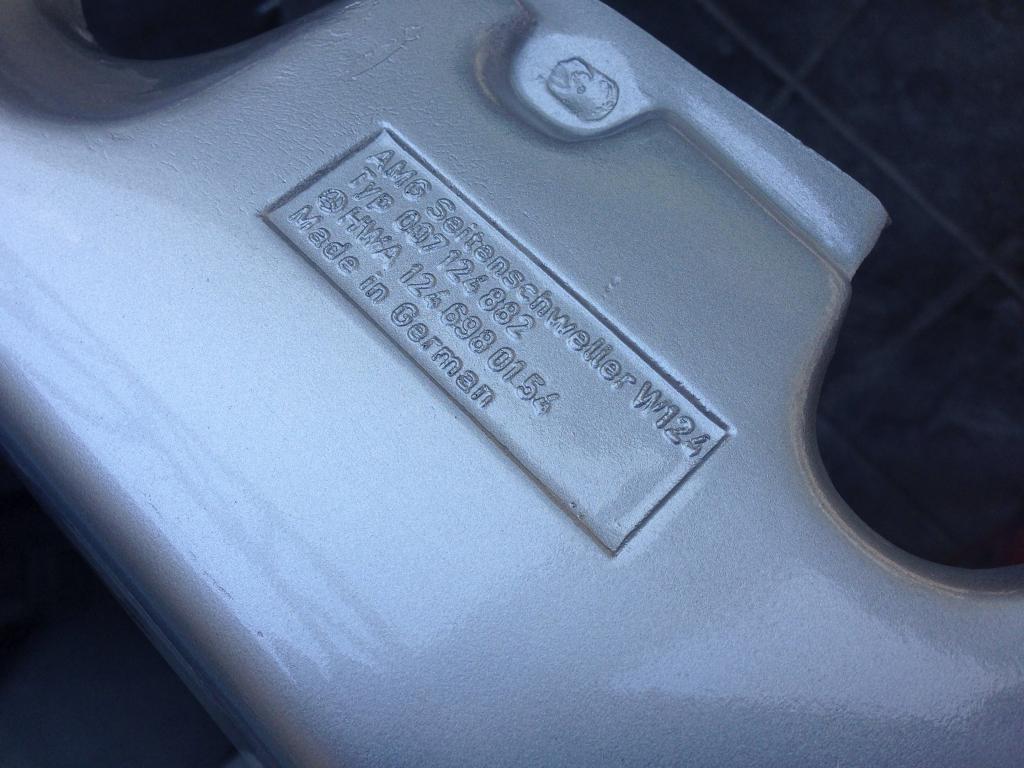 AMG Seitenschweller W124
Typ 007 124 882
HWA 124 698 01 54
Made in German